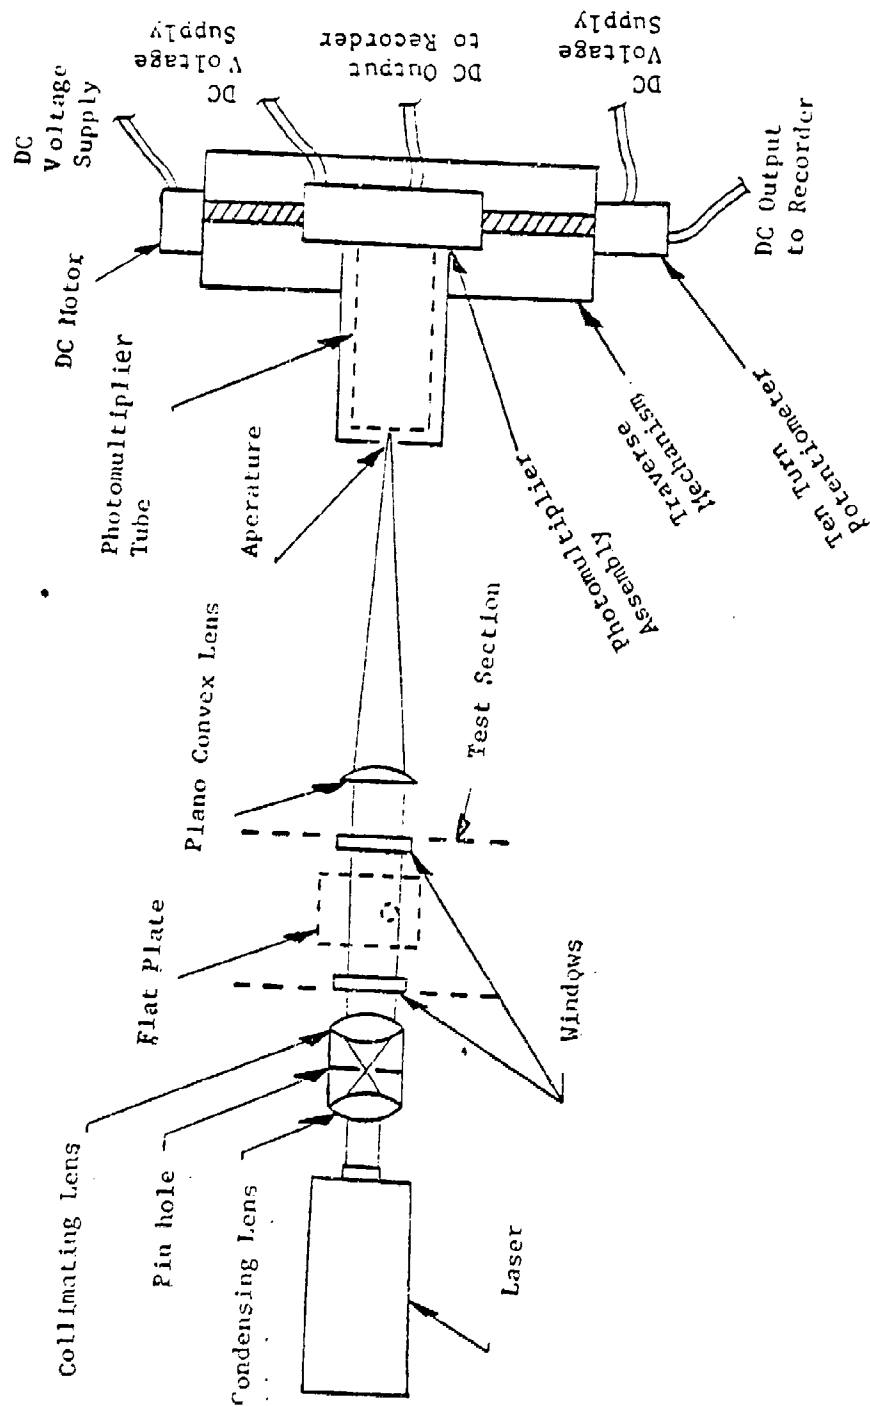 DC
Voltage
Supply
DC
Voltage
Supply
DC Output
to Recorder
DC
Voltage
Supply
DC Output
to Recorder
DC Motor
Photomultiplier
Tube
Aperature
Plano Convex Lens
Flat Plate
Collimating Lens
Pin hole
Condensing Lens
Laser
Windows
Test Section
Photomultiplier
Assembly
Traverse
Mechanism
Ten Turn
Potentiometer